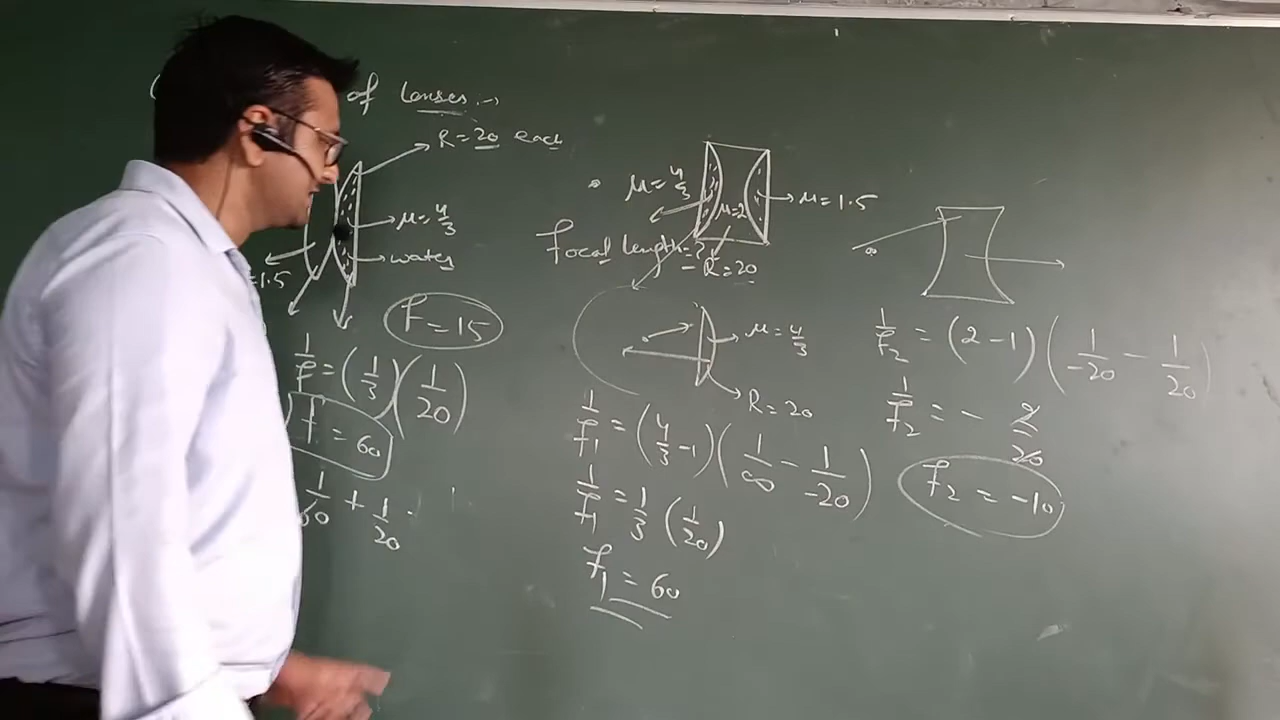 of lenses :→
R = 20 each
μ = 4/3
water
= 1.5
F = 15
1/F = (1/3)(1/20)
f = 60
1/60 + 1/20
μ = 4/3
μ = 2
μ = 1.5
Focal length = ?
R = 20
μ = 4/3
R = 20
1/f₁ = (4/3 - 1)(1/∞ - 1/-20)
1/f₁ = 1/3 (1/20)
f₁ = 60
1/f₂ = (2 - 1)(1/-20 - 1/20)
1/f₂ = - 2/20
f₂ = -10